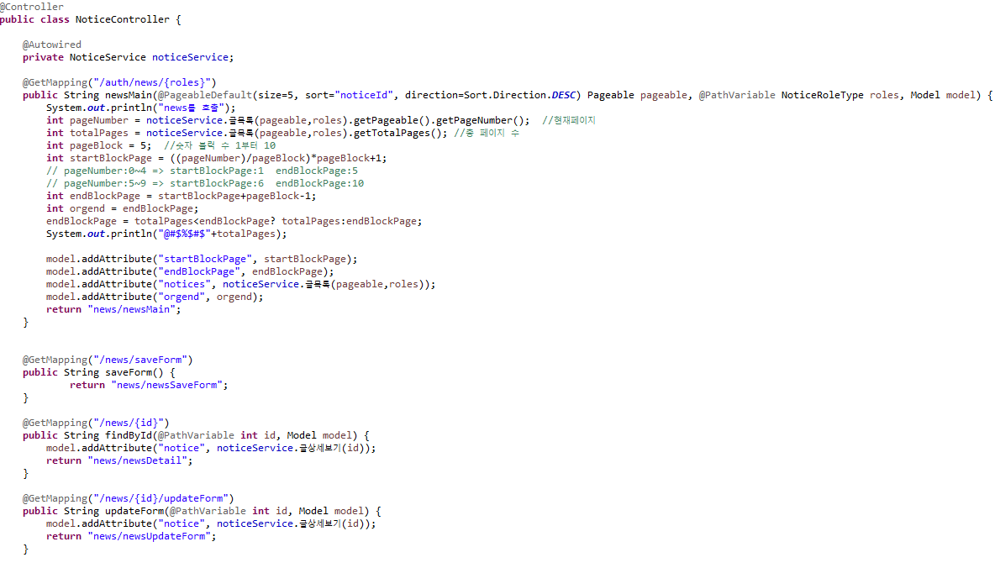 @Controller
public class NoticeController {
@Autowired
private NoticeService noticeService;
@GetMapping("/auth/news/{roles}")
public String newsMain(@PageableDefault(size=5, sort="noticeId", direction=Sort.Direction.DESC) Pageable pageable, @PathVariable NoticeRoleType roles, Model model) {
System.out.println("news를 호출");
int pageNumber = noticeService.글목록(pageable,roles).getPageable().getPageNumber();  //현재페이지
int totalPages = noticeService.글목록(pageable,roles).getTotalPages(); //총 페이지 수
int pageBlock = 5;  //숫자 블럭 수 1부터 10
int startBlockPage = ((pageNumber)/pageBlock)*pageBlock+1;
// pageNumber:0~4 => startBlockPage:1  endBlockPage:5
// pageNumber:5~9 => startBlockPage:6  endBlockPage:10
int endBlockPage = startBlockPage+pageBlock-1;
int orgend = endBlockPage;
endBlockPage = totalPages<endBlockPage? totalPages:endBlockPage;
System.out.println("@#$%$#$"+totalPages);
model.addAttribute("startBlockPage", startBlockPage);
model.addAttribute("endBlockPage", endBlockPage);
model.addAttribute("notices", noticeService.글목록(pageable,roles));
model.addAttribute("orgend", orgend);
return "news/newsMain";
}
@GetMapping("/news/saveForm")
public String saveForm() {
return "news/newsSaveForm";
}
@GetMapping("/news/{id}")
public String findById(@PathVariable int id, Model model) {
model.addAttribute("notice", noticeService.글상세보기(id));
return "news/newsDetail";
}
@GetMapping("/news/{id}/updateForm")
public String updateForm(@PathVariable int id, Model model) {
model.addAttribute("notice", noticeService.글상세보기(id));
return "news/newsUpdateForm";
}